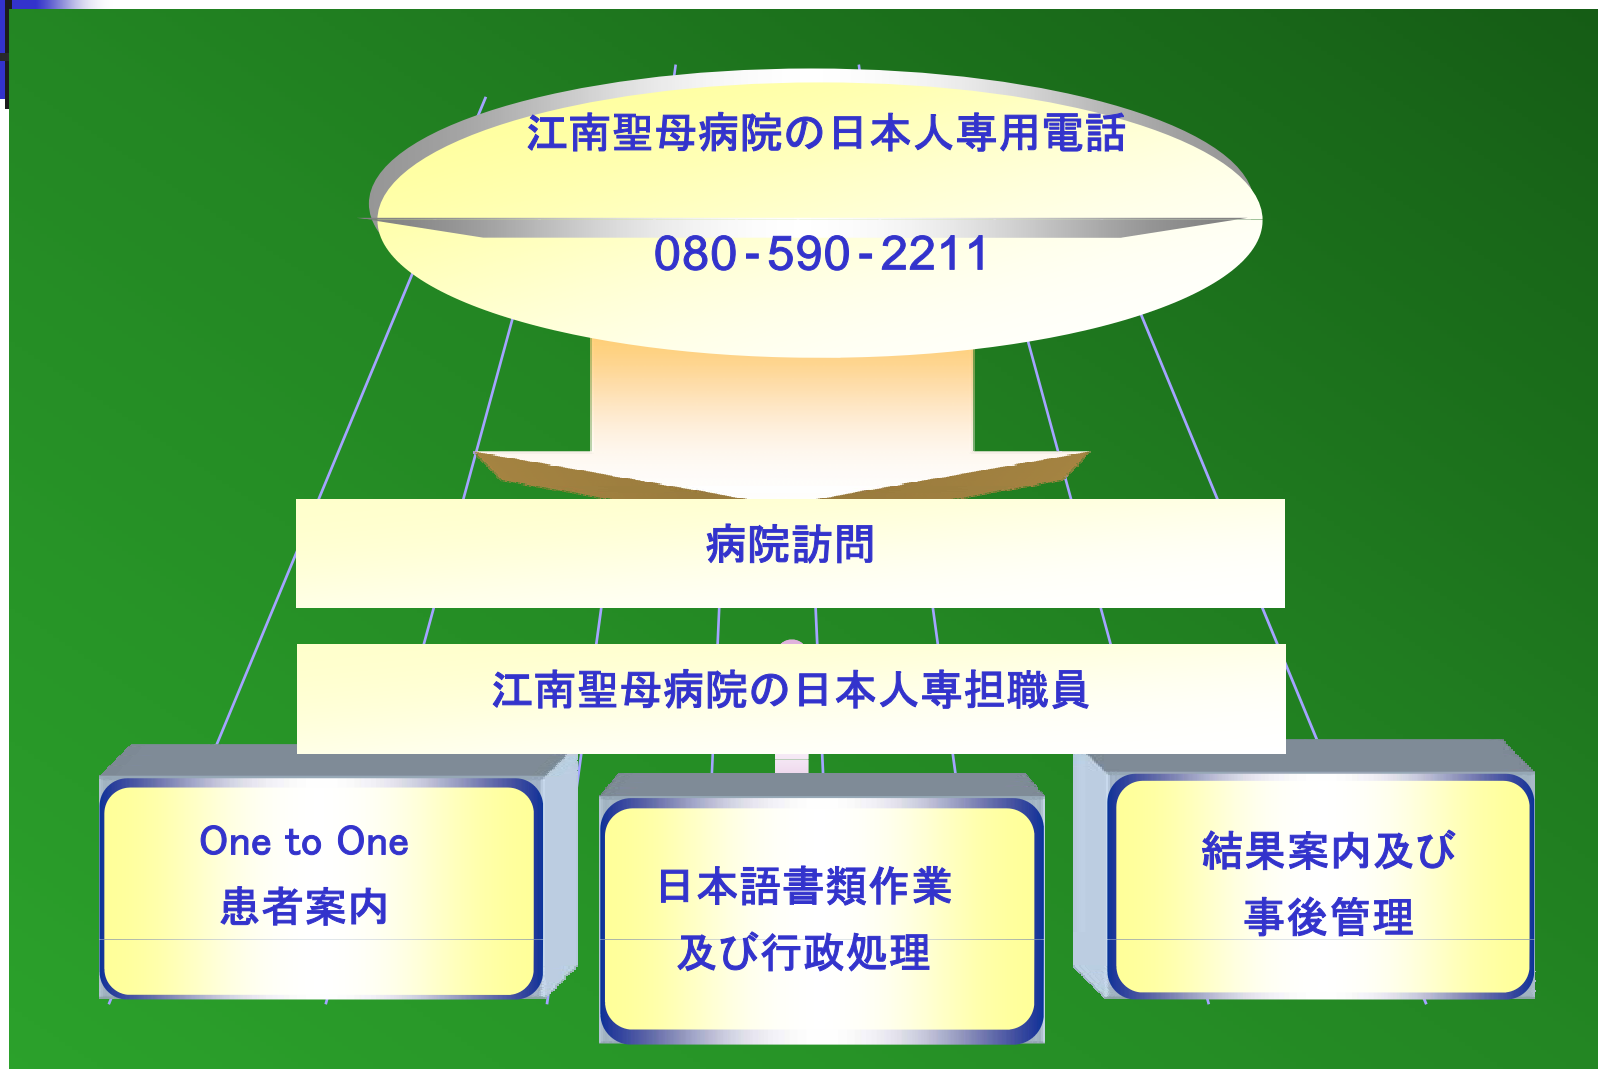 江南聖母病院の日本人専用電話
080-590-2211
病院訪問
江南聖母病院の日本人専担職員
One to One
患者案内
日本語書類作業
及び行政処理
結果案内及び
事後管理